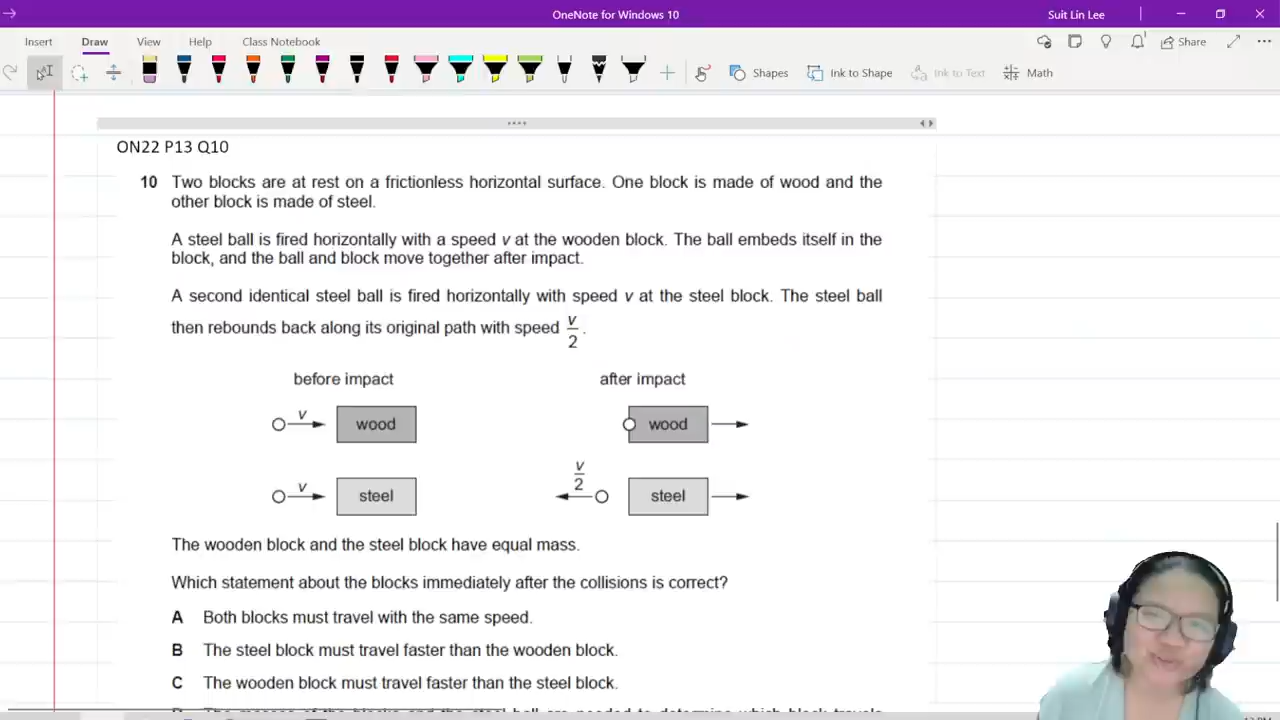 OneNote for Windows 10
Suit Lin Lee
Insert
Draw
View
Help
Class Notebook
Share
Shapes
Ink to Shape
Ink to Text
Math
ON22 P13 Q10
10 Two blocks are at rest on a frictionless horizontal surface. One block is made of wood and the
other block is made of steel.
A steel ball is fired horizontally with a speed v at the wooden block. The ball embeds itself in the
block, and the ball and block move together after impact.
A second identical steel ball is fired horizontally with speed v at the steel block. The steel ball
then rebounds back along its original path with speed v/2.
before impact
after impact
v
wood
wood
v
steel
v/2
steel
The wooden block and the steel block have equal mass.
Which statement about the blocks immediately after the collisions is correct?
A Both blocks must travel with the same speed.
B The steel block must travel faster than the wooden block.
C The wooden block must travel faster than the steel block.